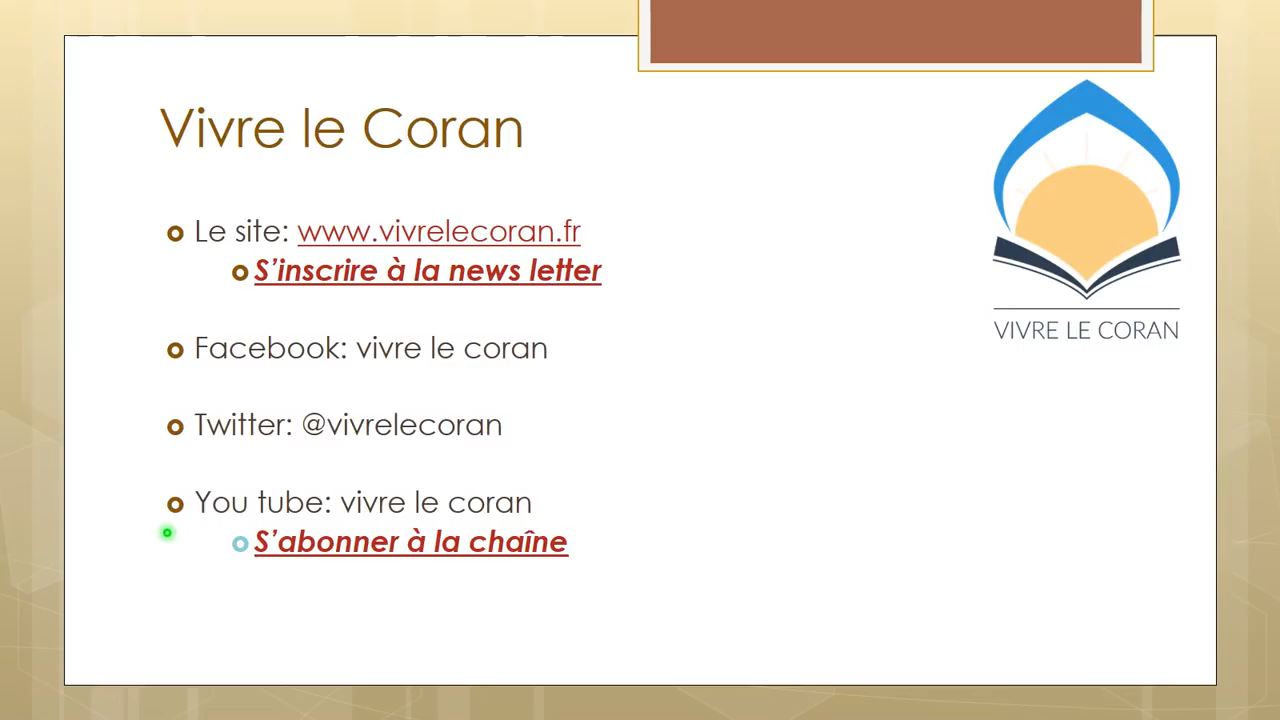 Vivre le Coran
Le site: www.vivrelecoran.fr
S'inscrire à la news letter
Facebook: vivre le coran
Twitter: @vivrelecoran
You tube: vivre le coran
S'abonner à la chaîne
VIVRE LE CORAN